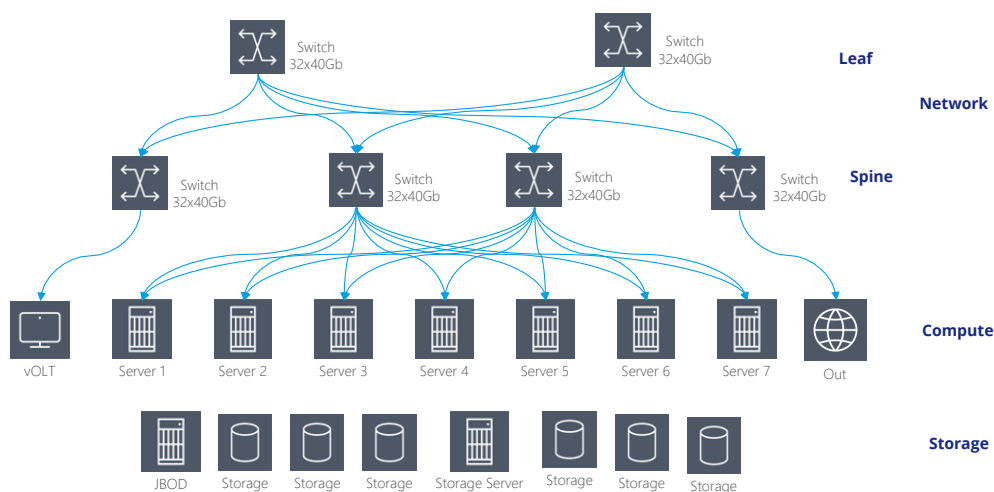 Switch
32x40Gb
Switch
32x40Gb
Leaf
Network
Switch
32x40Gb
Switch
32x40Gb
Switch
32x40Gb
Switch
32x40Gb
Spine
vOLT
Server 1
Server 2
Server 3
Server 4
Server 5
Server 6
Server 7
Out
Compute
JBOD
Storage
Storage
Storage
Storage Server
Storage
Storage
Storage
Storage